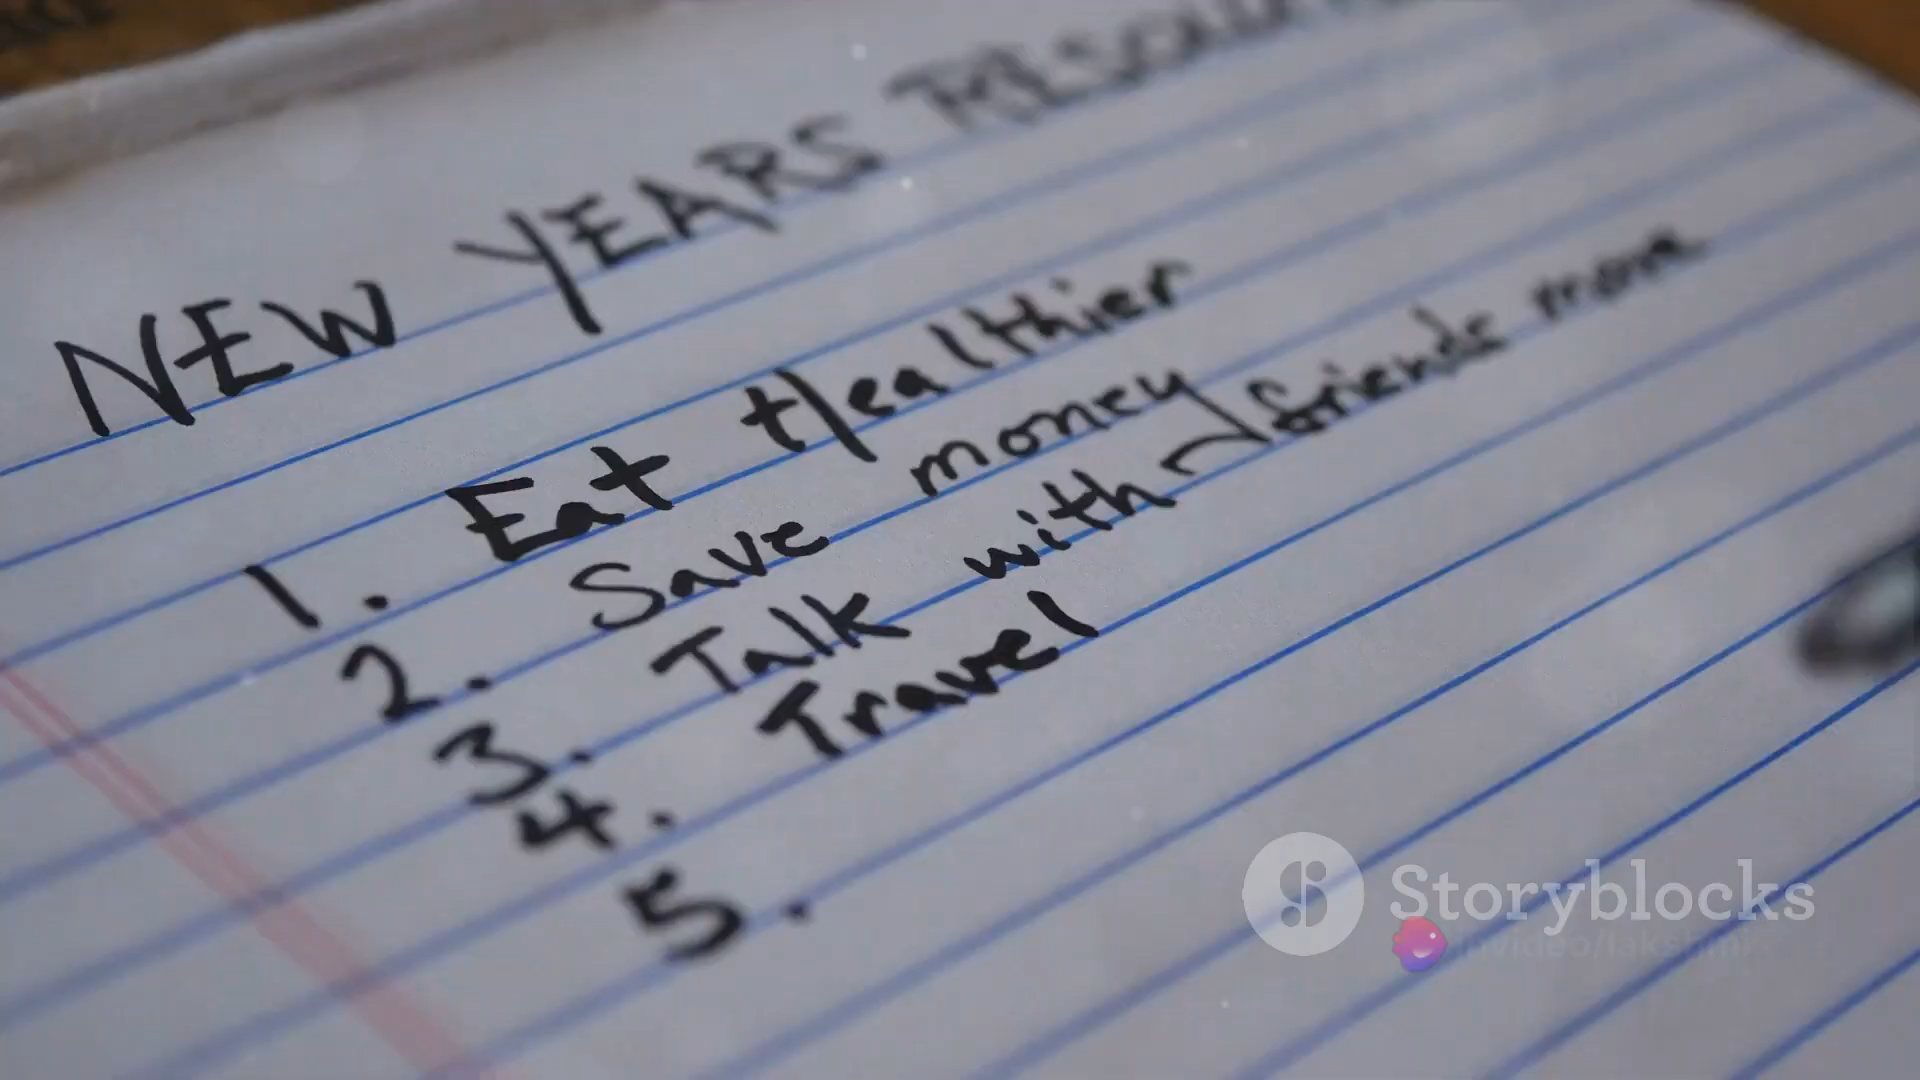 NEW YEARS
1. Eat Healthier
2. Save money
3. Talk with friends more
4. Travel
5.
Storyblocks